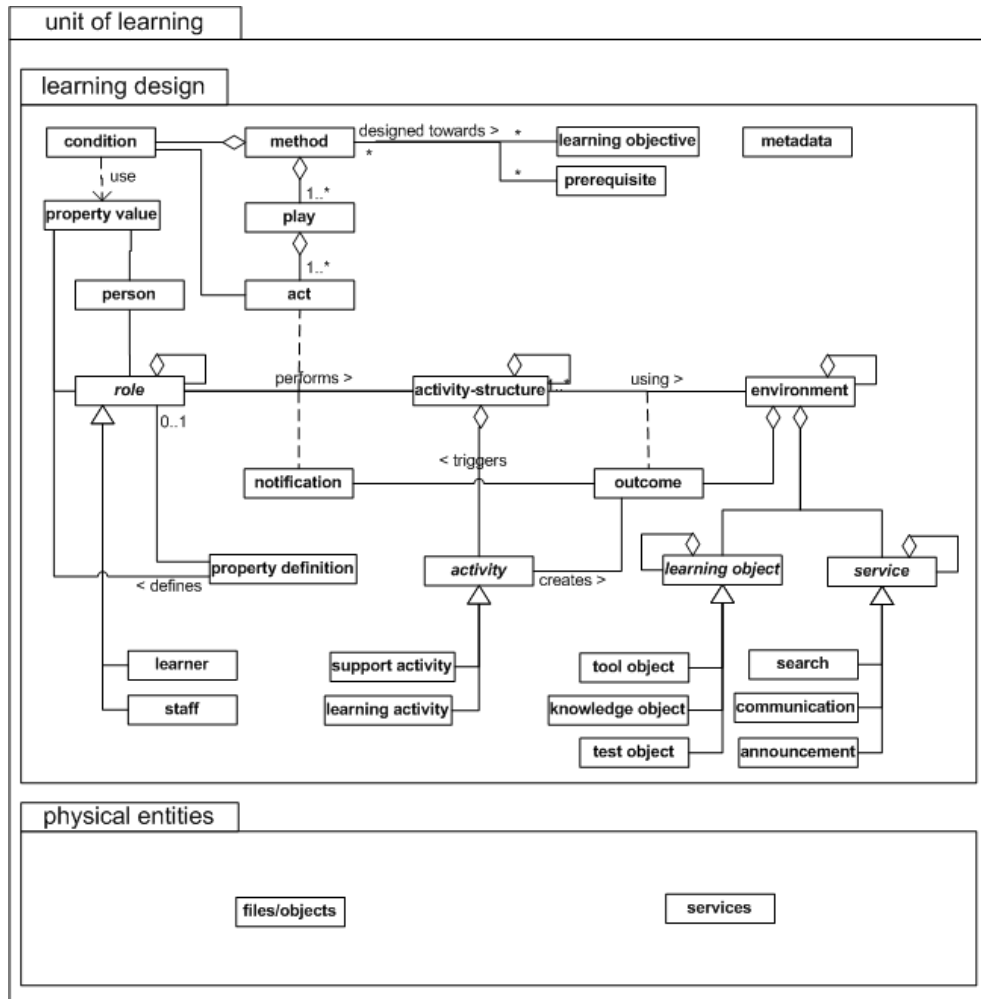 unit of learning
learning design
condition
method
designed towards >
*
learning objective
metadata
*
*
prerequisite
use
1..*
property value
play
1..*
person
act
role
performs >
activity-structure
using >
environment
0..1
< triggers
notification
outcome
property definition
activity
creates >
learning object
service
< defines
learner
support activity
tool object
search
staff
learning activity
knowledge object
communication
test object
announcement
physical entities
files/objects
services